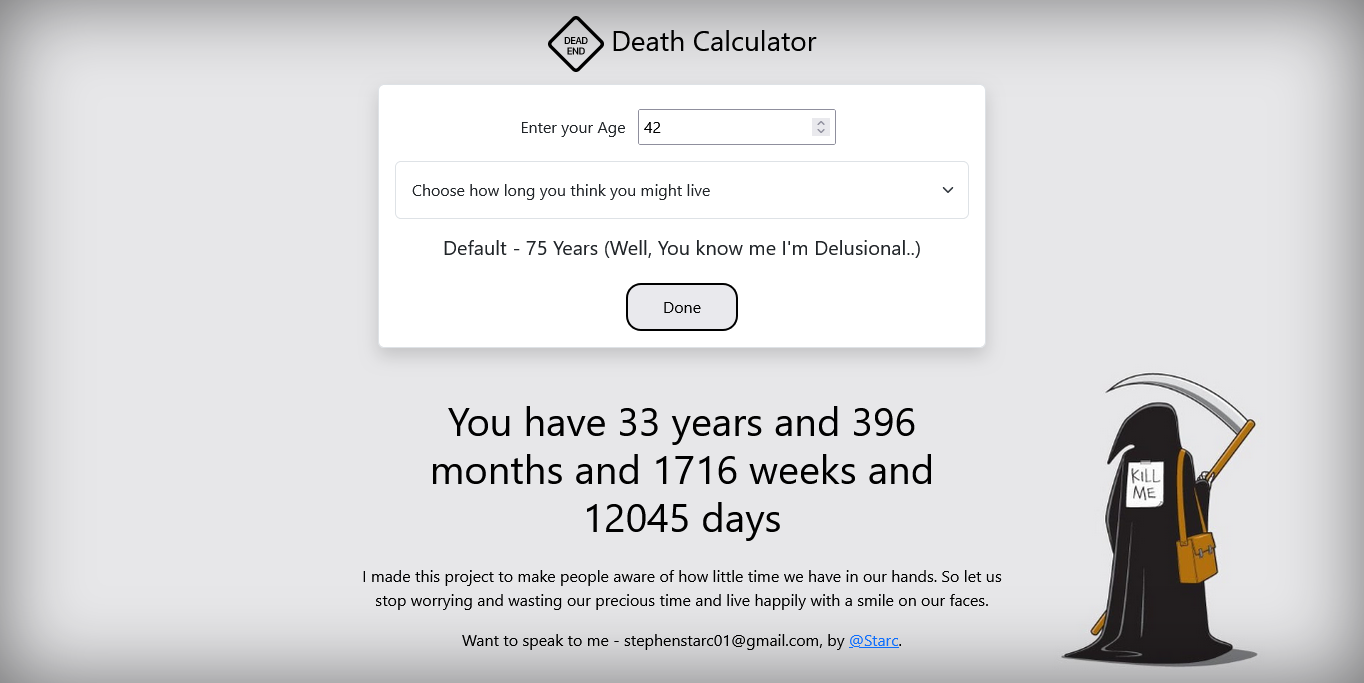 DEAD
END
Death Calculator
Enter your Age 42
Choose how long you think you might live
Default - 75 Years (Well, You know me I'm Delusional..)
Done
You have 33 years and 396
months and 1716 weeks and
12045 days
KILL
ME
I made this project to make people aware of how little time we have in our hands. So let us
stop worrying and wasting our precious time and live happily with a smile on our faces.
Want to speak to me - stephenstarc01@gmail.com, by @Starc.